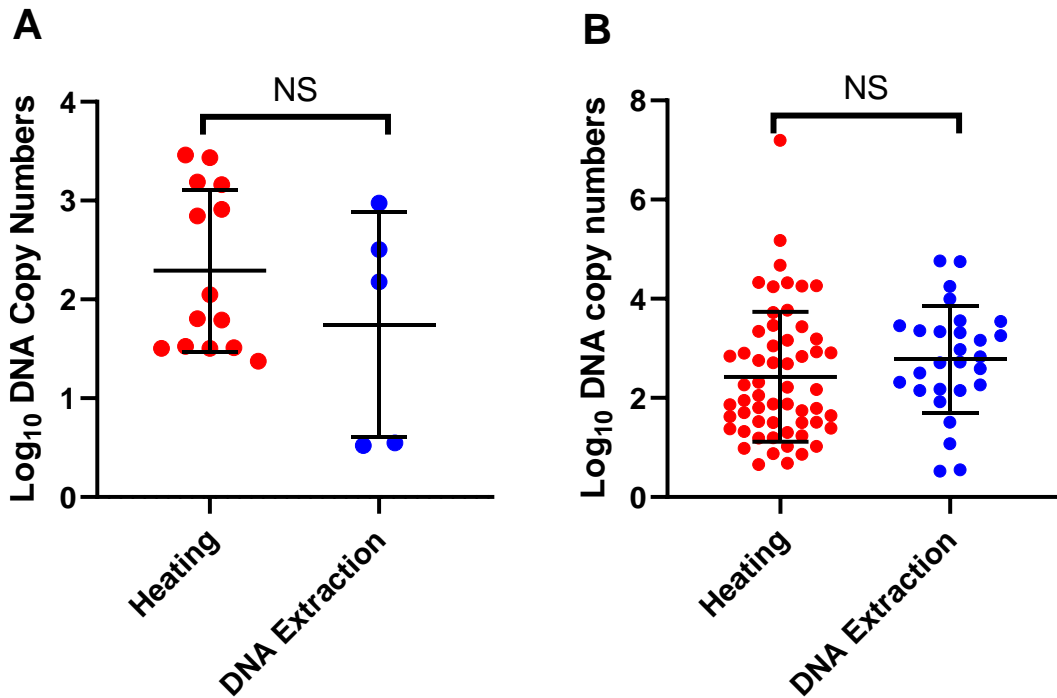 A
Log₁₀ DNA Copy Numbers
4
3
2
1
0
NS
Heating
DNA Extraction
B
Log₁₀ DNA copy numbers
8
6
4
2
0
NS
Heating
DNA Extraction